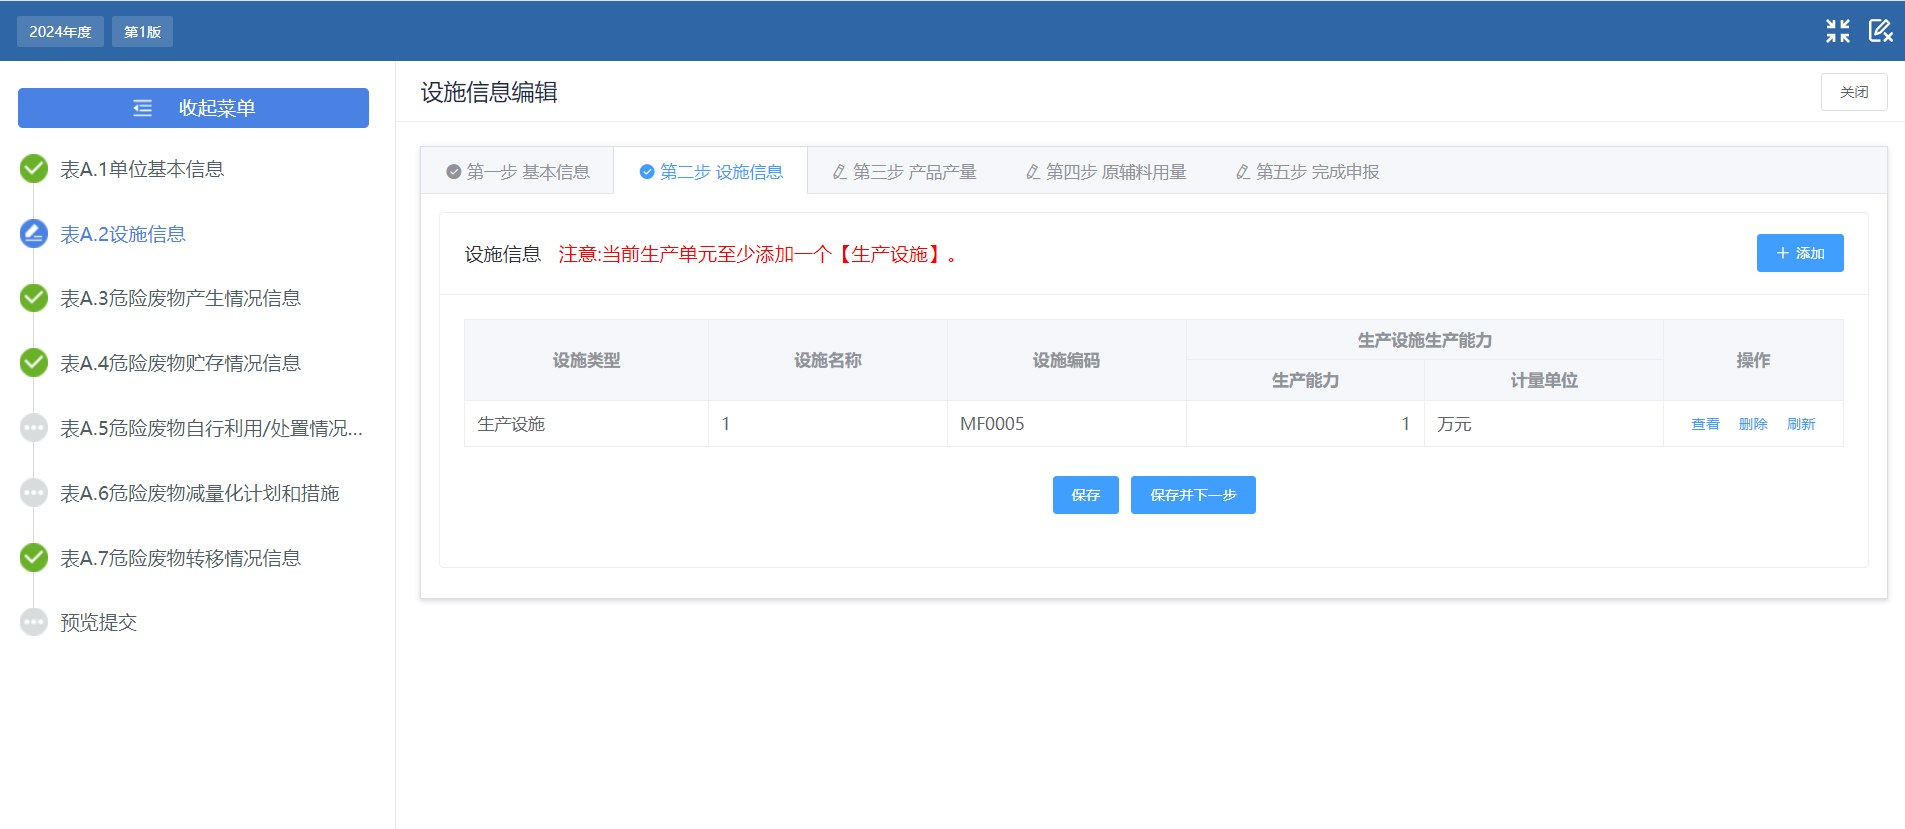 2024年度 第1版
收起菜单
表A.1单位基本信息
表A.2设施信息
表A.3危险废物产生情况信息
表A.4危险废物贮存情况信息
表A.5危险废物自行利用/处置情况...
表A.6危险废物减量化计划和措施
表A.7危险废物转移情况信息
预览提交
设施信息编辑 关闭
第一步 基本信息 第二步 设施信息 第三步 产品产量 第四步 原辅料用量 第五步 完成申报
设施信息 注意:当前生产单元至少添加一个【生产设施】。 添加
设施类型 设施名称 设施编码 生产设施生产能力 操作
生产能力 计量单位
生产设施 1 MF0005 1 万元 查看 删除 刷新
保存 保存并下一步